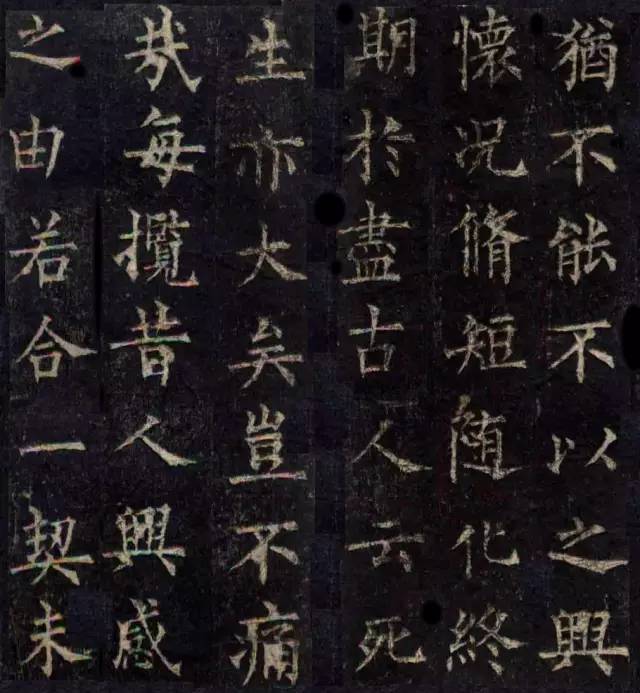 猶不能不以之興
懷况脩短随化終
期於盡古人云死
生亦大矣豈不痛
哉每攬昔人興感
之由若合一契未